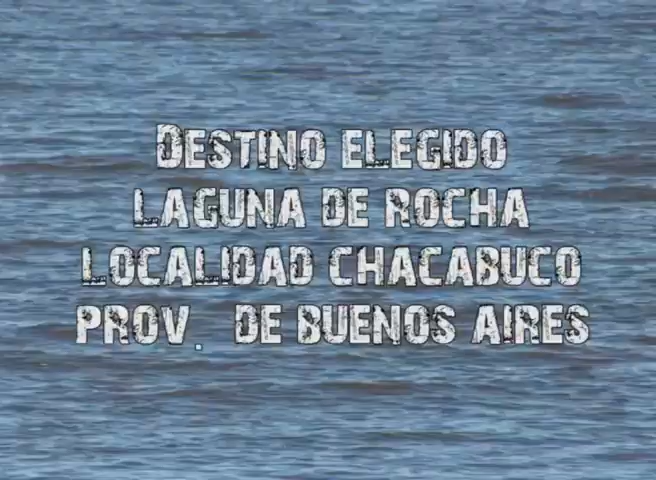 Destino elegido
Laguna de Rocha
Localidad Chacabuco
Prov. de Buenos Aires